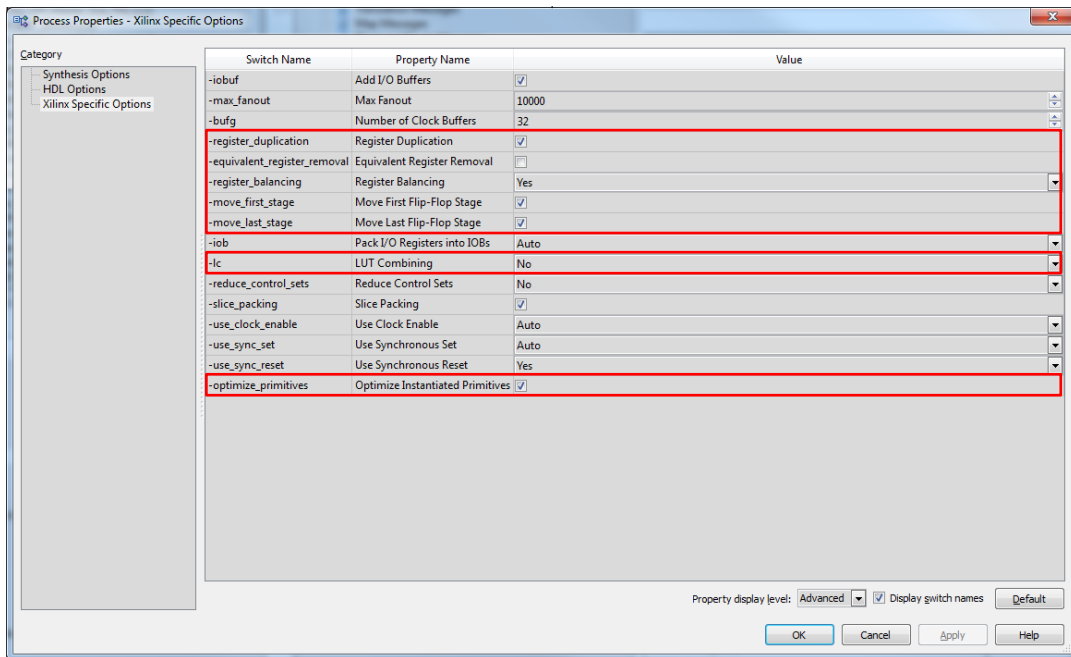 Process Properties - Xilinx Specific Options
Category
Synthesis Options
HDL Options
Xilinx Specific Options
Switch Name Property Name Value
-iobuf Add I/O Buffers
-max_fanout Max Fanout 10000
-bufg Number of Clock Buffers 32
-register_duplication Register Duplication
-equivalent_register_removal Equivalent Register Removal
-register_balancing Register Balancing Yes
-move_first_stage Move First Flip-Flop Stage
-move_last_stage Move Last Flip-Flop Stage
-iob Pack I/O Registers into IOBs Auto
-lc LUT Combining No
-reduce_control_sets Reduce Control Sets No
-slice_packing Slice Packing
-use_clock_enable Use Clock Enable Auto
-use_sync_set Use Synchronous Set Auto
-use_sync_reset Use Synchronous Reset Yes
-optimize_primitives Optimize Instantiated Primitives
Property display level: Advanced Display switch names Default
OK Cancel Apply Help